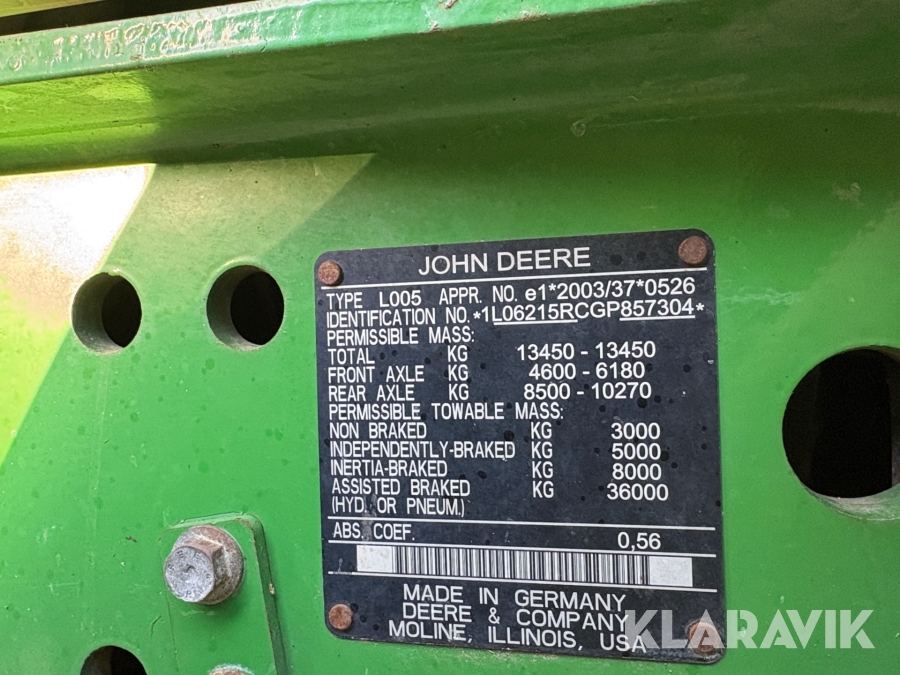 JOHN DEERE
TYPE L005 APPR. NO. e1*2003/37*0526
IDENTIFICATION NO. *1L06215RCGP857304*
PERMISSIBLE MASS:
TOTAL KG 13450 - 13450
FRONT AXLE KG 4600 - 6180
REAR AXLE KG 8500 - 10270
PERMISSIBLE TOWABLE MASS:
NON BRAKED KG 3000
INDEPENDENTLY-BRAKED KG 5000
INERTIA-BRAKED KG 8000
ASSISTED BRAKED KG 36000
(HYD. OR PNEUM.)
ABS. COEF. 0,56
MADE IN GERMANY
DEERE & COMPANY
MOLINE, ILLINOIS, USA
KLARAVIK